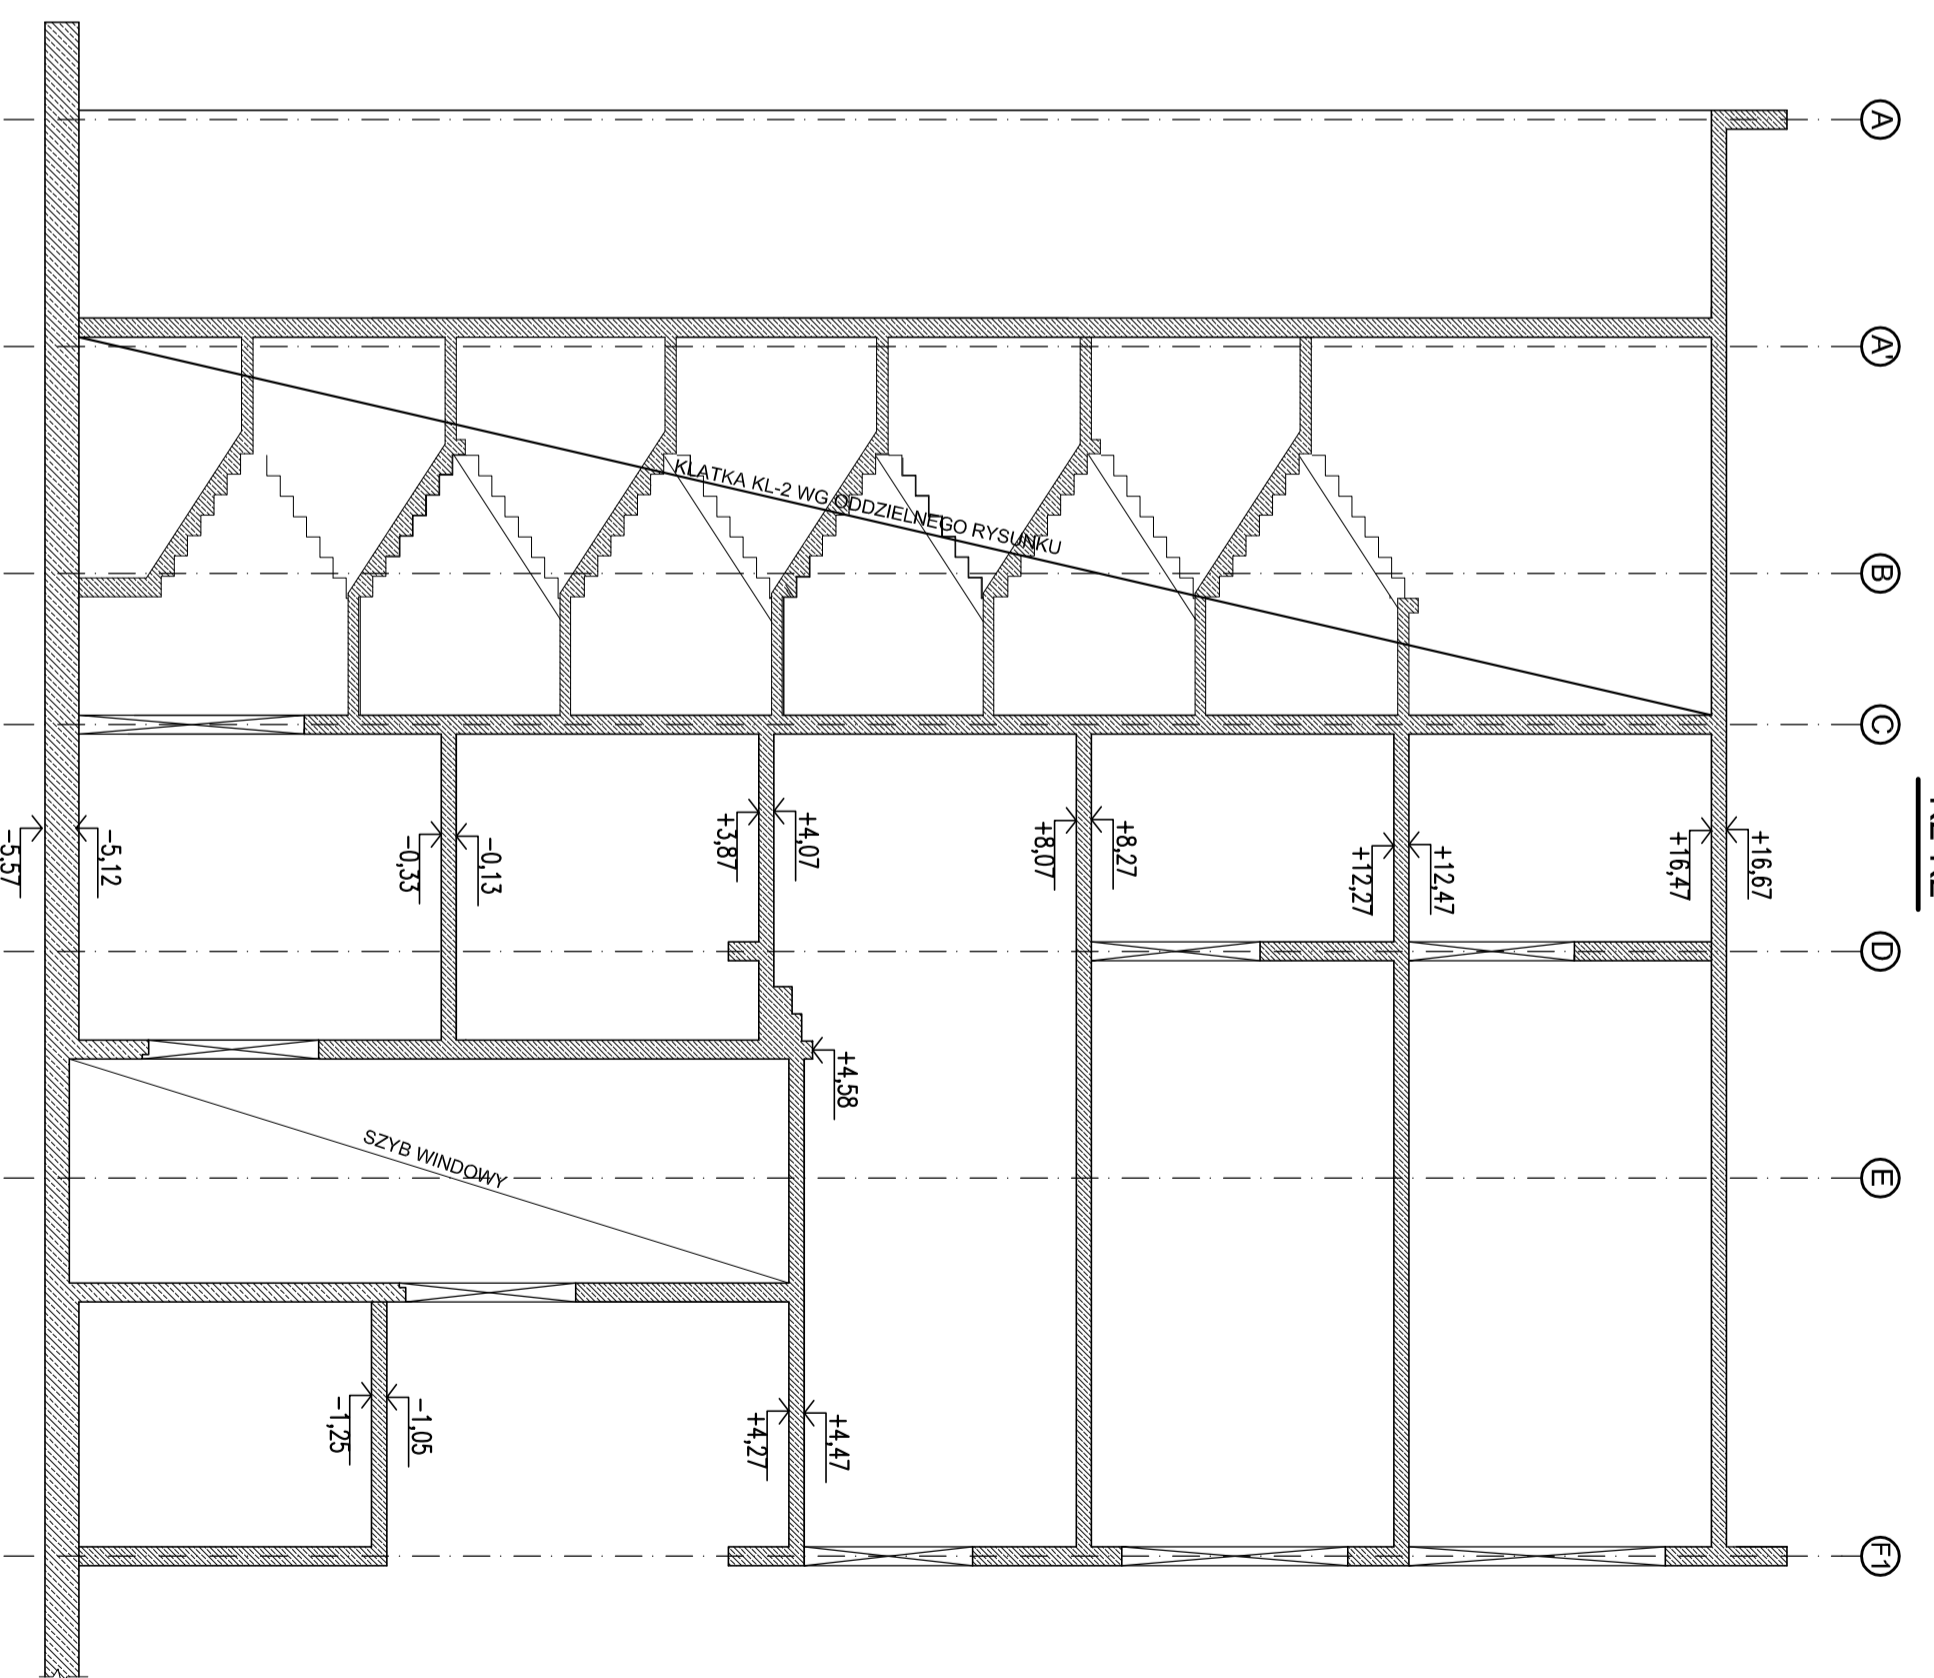 A
A'
B
C
D
E
F1
KLATKA KL-2 WG ODDZIELNEGO RYSUNKU
SZYB WINDOWY
+16,67
+16,47
+12,47
+12,27
+8,27
+8,07
+4,07
+3,87
-0,13
-0,33
-5,12
-5,57
+4,58
+4,47
+4,27
-1,05
-1,25